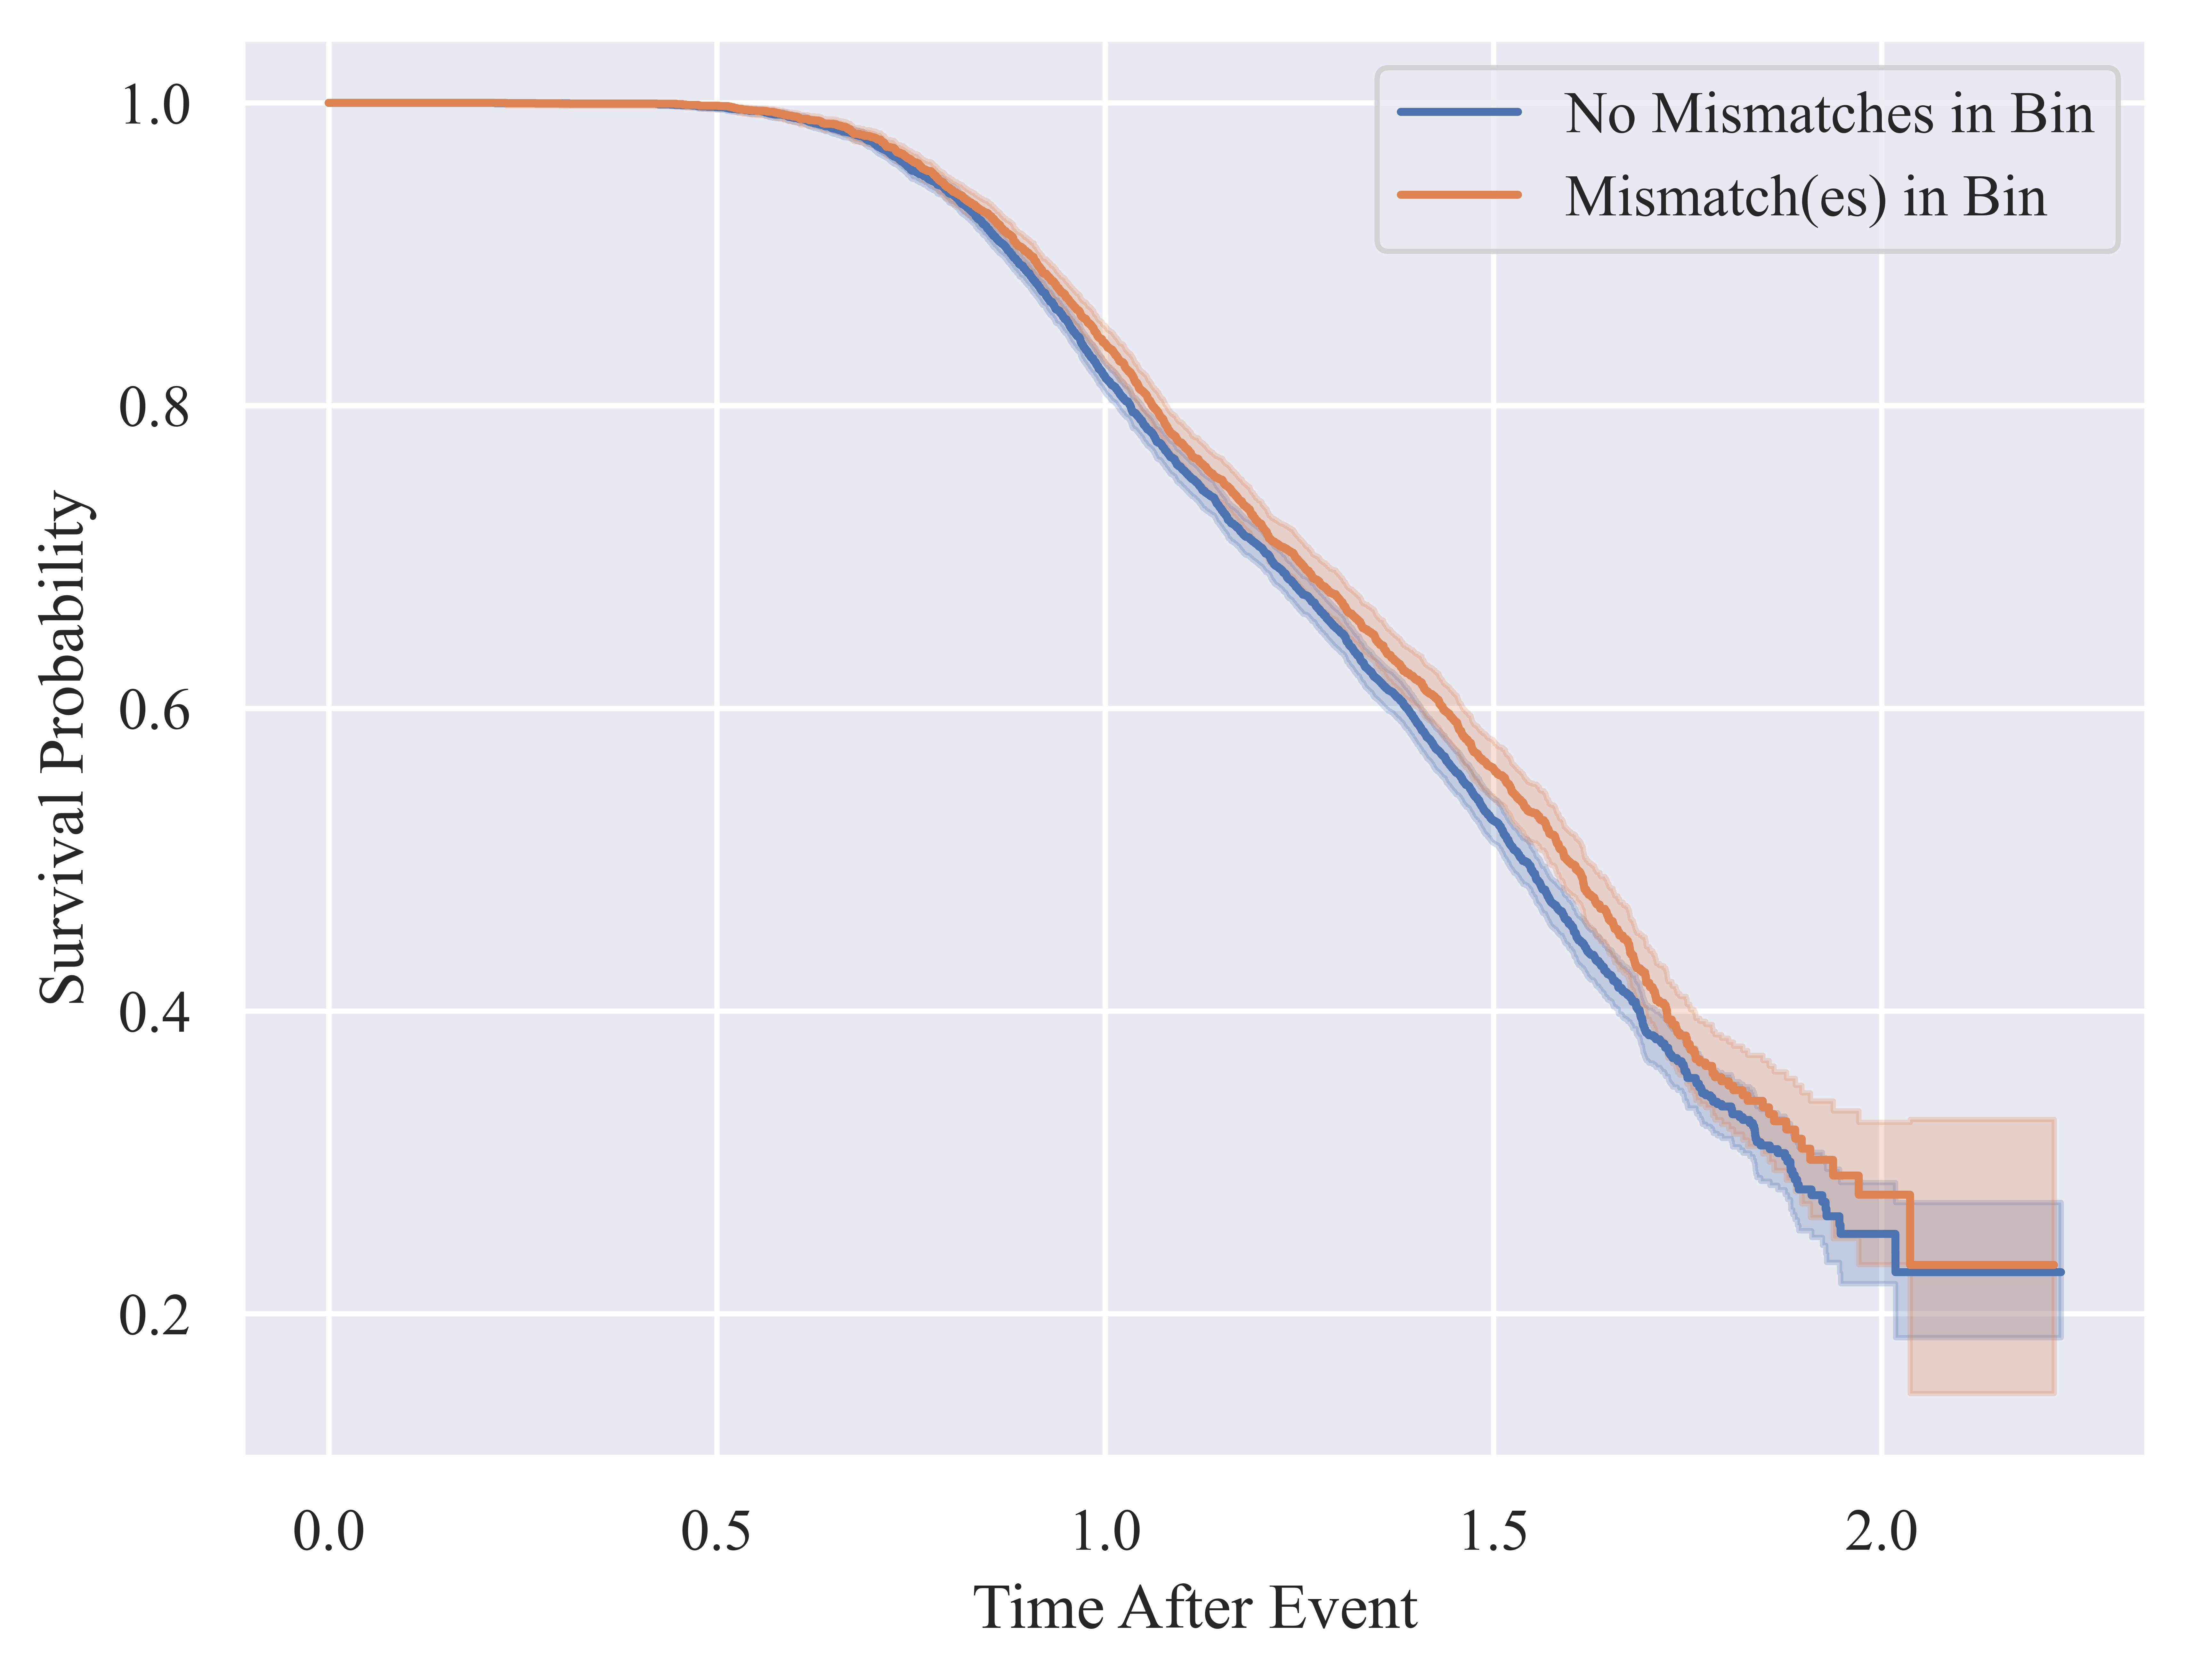 No Mismatches in Bin
Mismatch(es) in Bin
1.0
0.8
0.6
0.4
0.2
Survival Probability
0.0 0.5 1.0 1.5 2.0
Time After Event